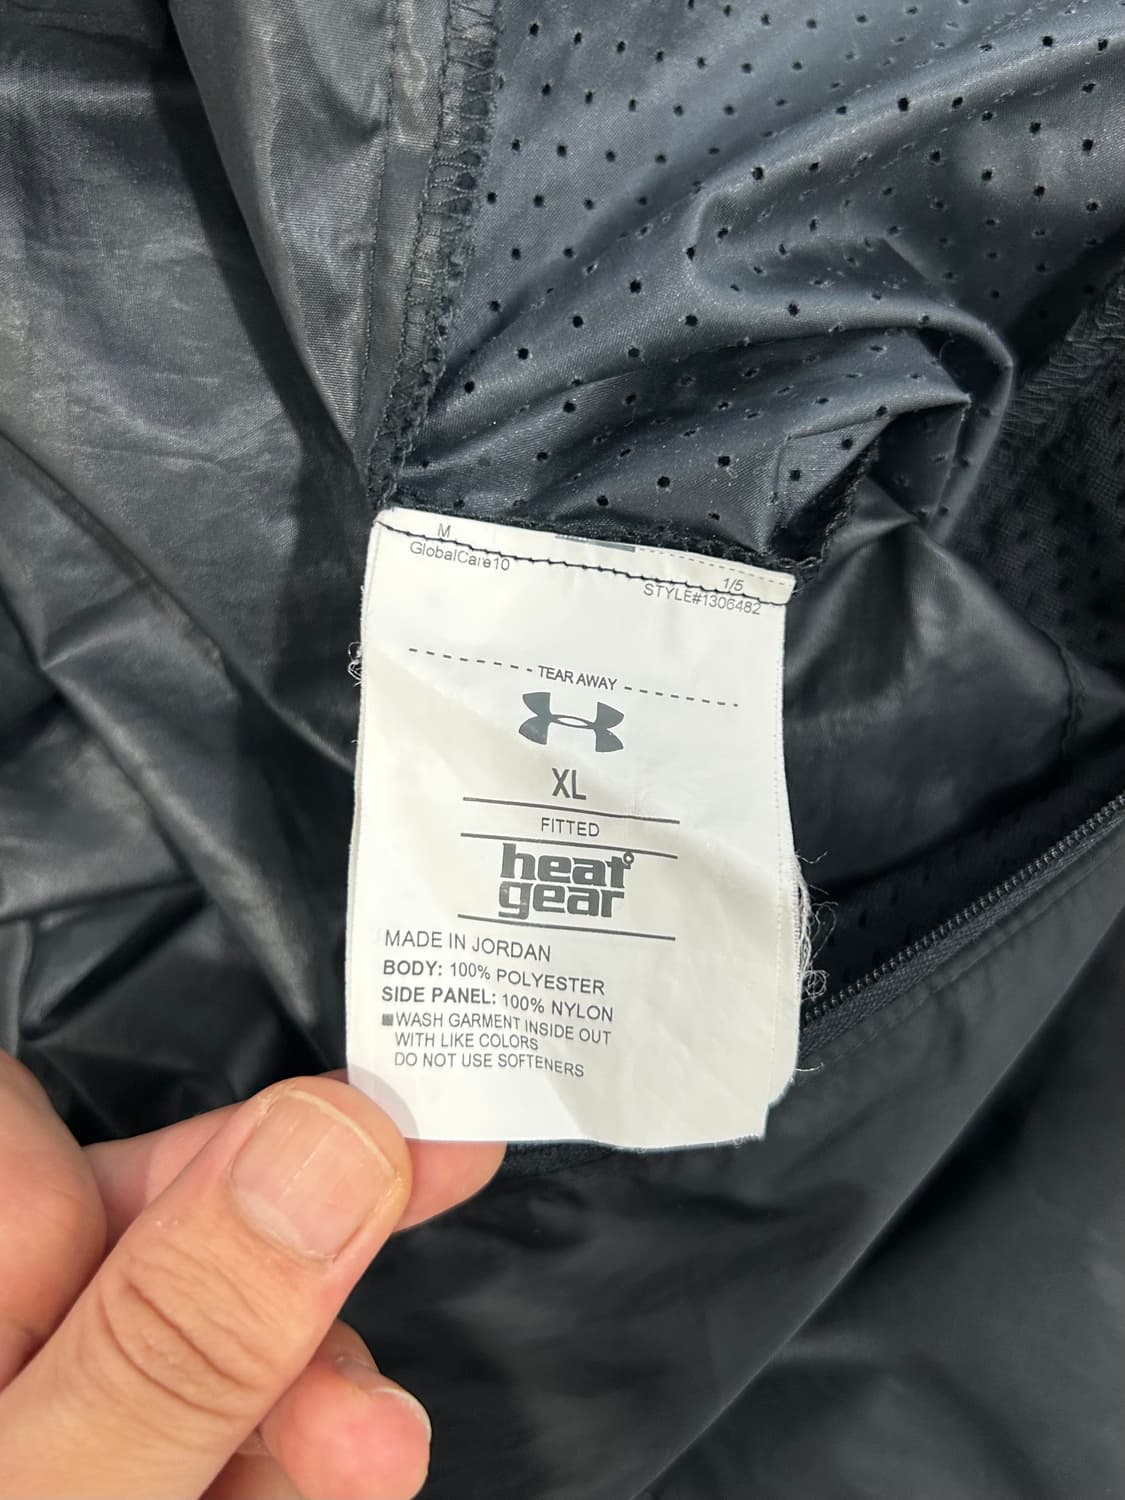 M
GlobalCare10
1/5
STYLE#1306482
TEAR AWAY
XL
FITTED
heat
gear
MADE IN JORDAN
BODY: 100% POLYESTER
SIDE PANEL: 100% NYLON
WASH GARMENT INSIDE OUT
WITH LIKE COLORS
DO NOT USE SOFTENERS